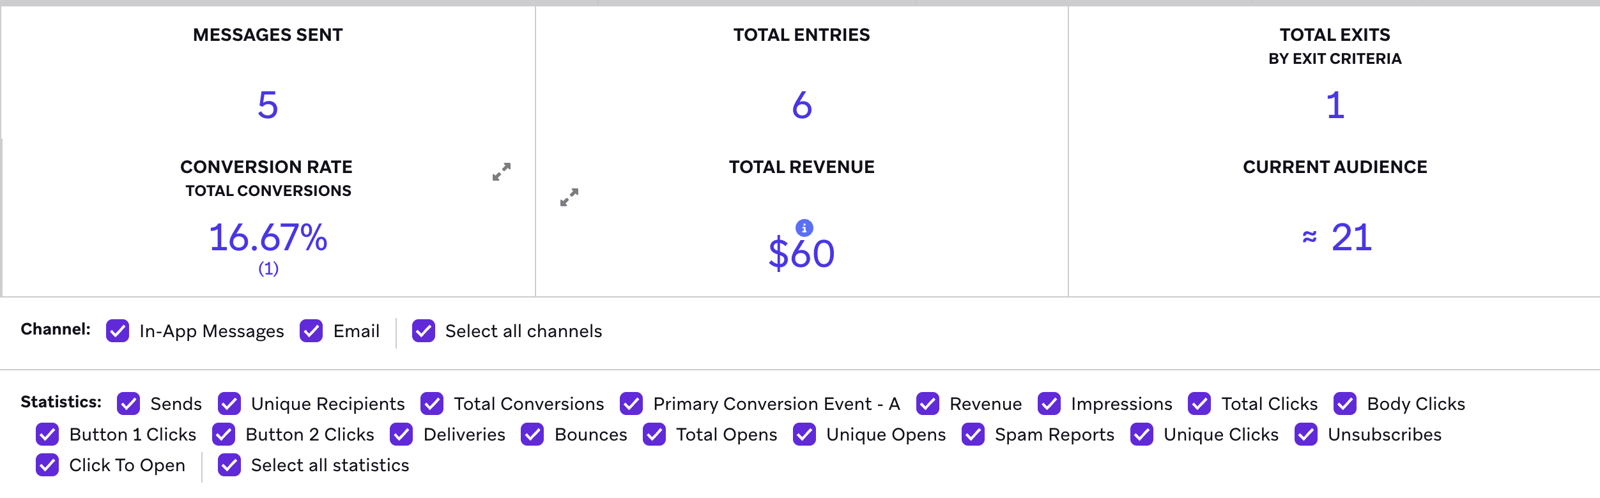 MESSAGES SENT
5
TOTAL ENTRIES
6
TOTAL EXITS
BY EXIT CRITERIA
1
CONVERSION RATE
TOTAL CONVERSIONS
16.67%
(1)
TOTAL REVENUE
i
$60
CURRENT AUDIENCE
≈ 21
Channel: In-App Messages Email Select all channels
Statistics: Sends Unique Recipients Total Conversions Primary Conversion Event - A Revenue Impressions Total Clicks Body Clicks
Button 1 Clicks Button 2 Clicks Deliveries Bounces Total Opens Unique Opens Spam Reports Unique Clicks Unsubscribes
Click To Open Select all statistics